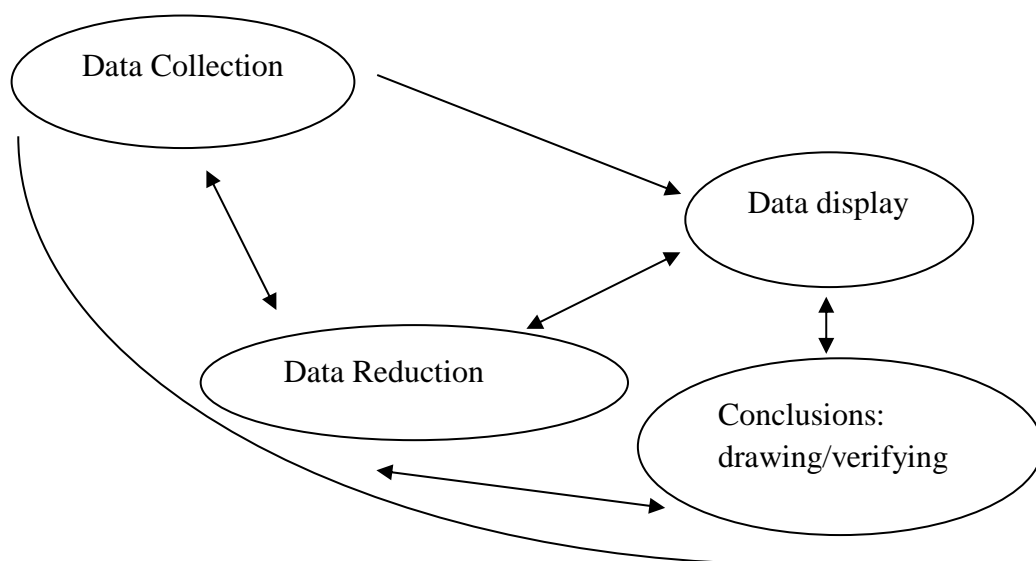 Data Collection
Data display
Data Reduction
Conclusions:
drawing/verifying